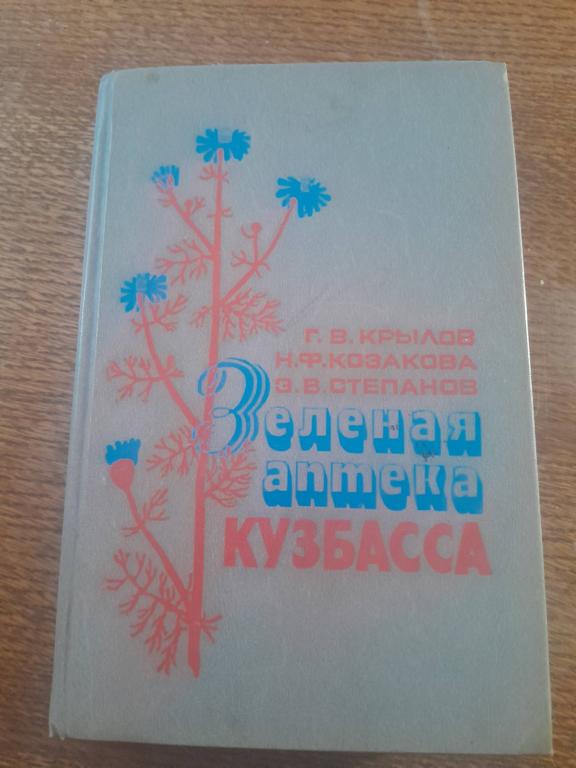 Г. В. КРЫЛОВ
Н.Ф.КОЗАКОВА
Э.В.СТЕПАНОВ
Зеленая
аптека
КУЗБАССА